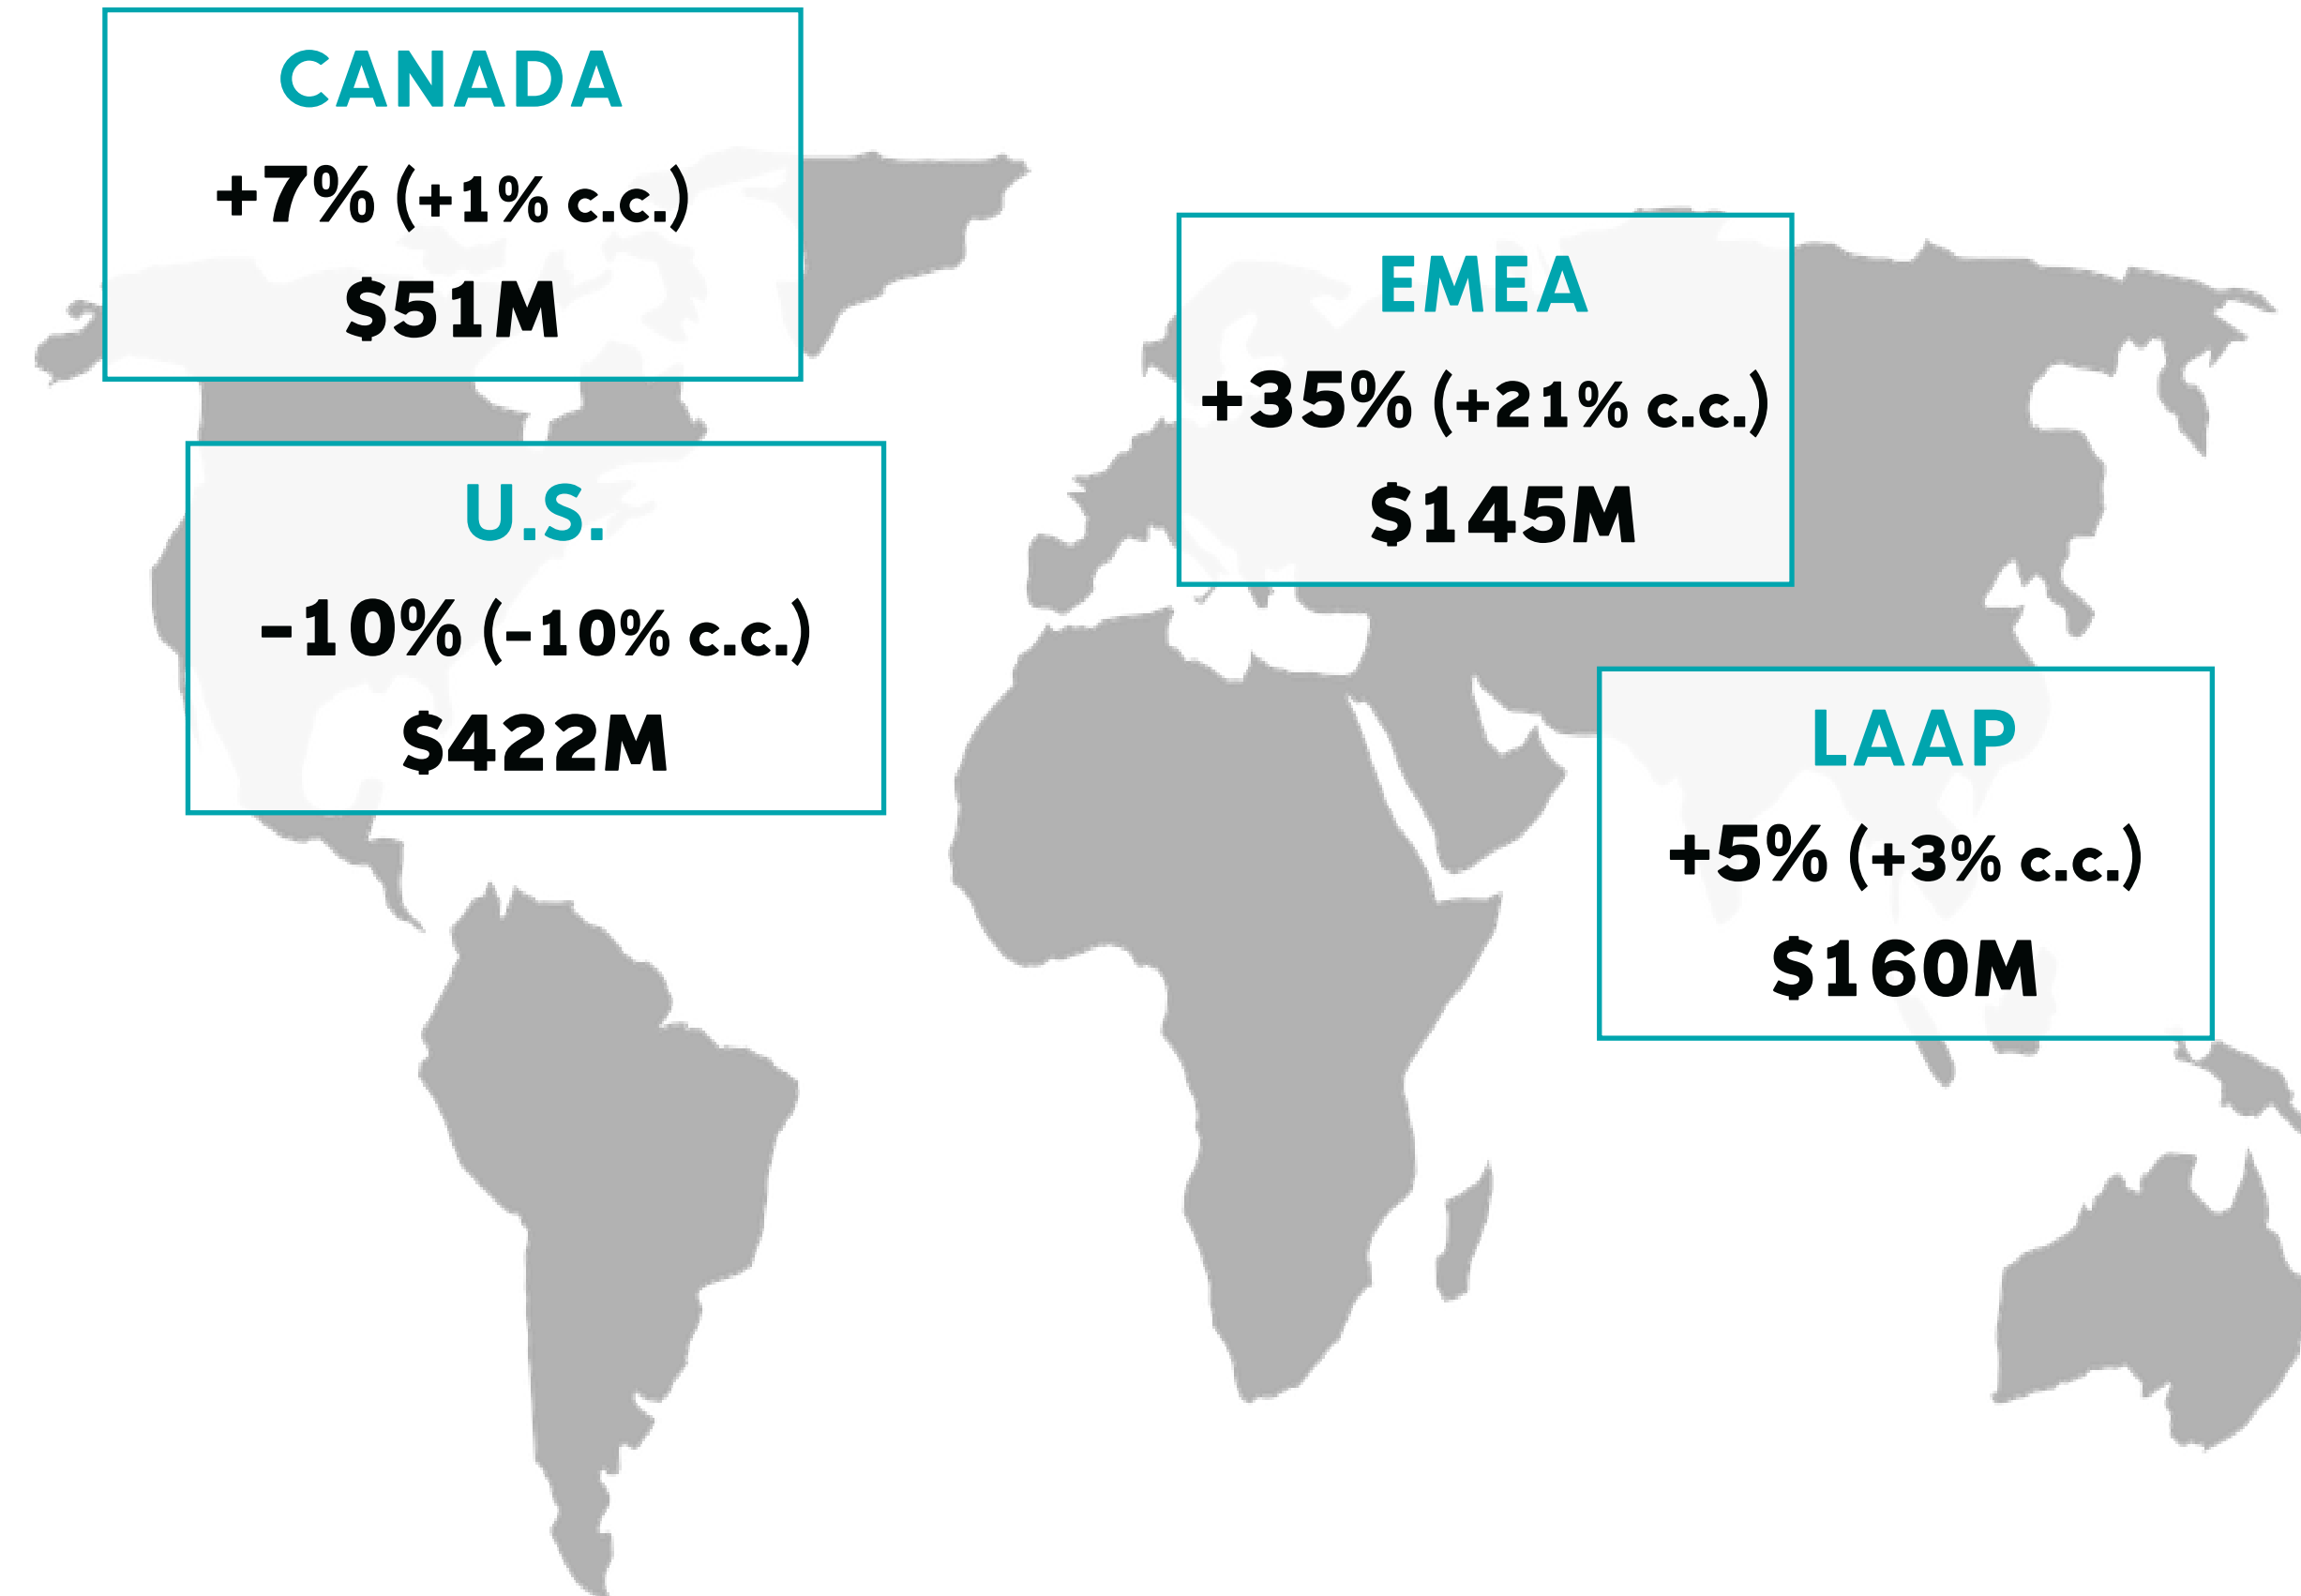 CANADA
+7% (+1% c.c.)
$51M
EMEA
+35% (+21% c.c.)
$145M
U.S.
-10% (-10% c.c.)
$422M
LAAP
+5% (+3% c.c.)
$160M